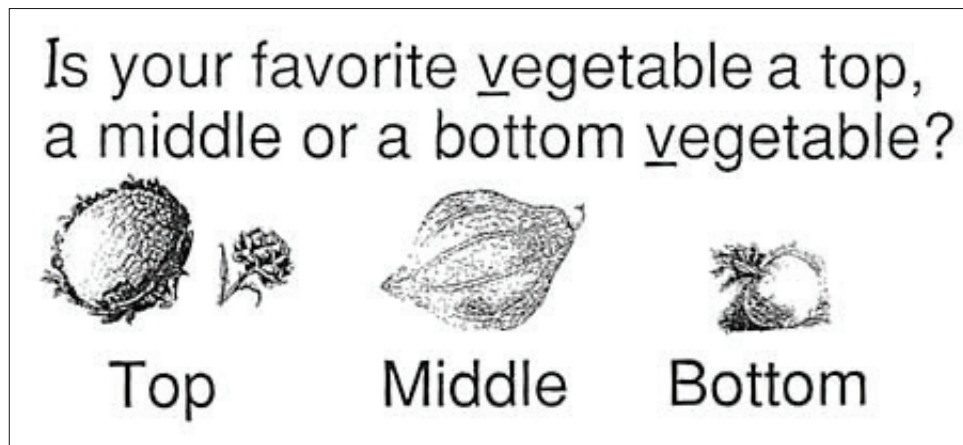 Is your favorite vegetable a top,
a middle or a bottom vegetable?
Top Middle Bottom